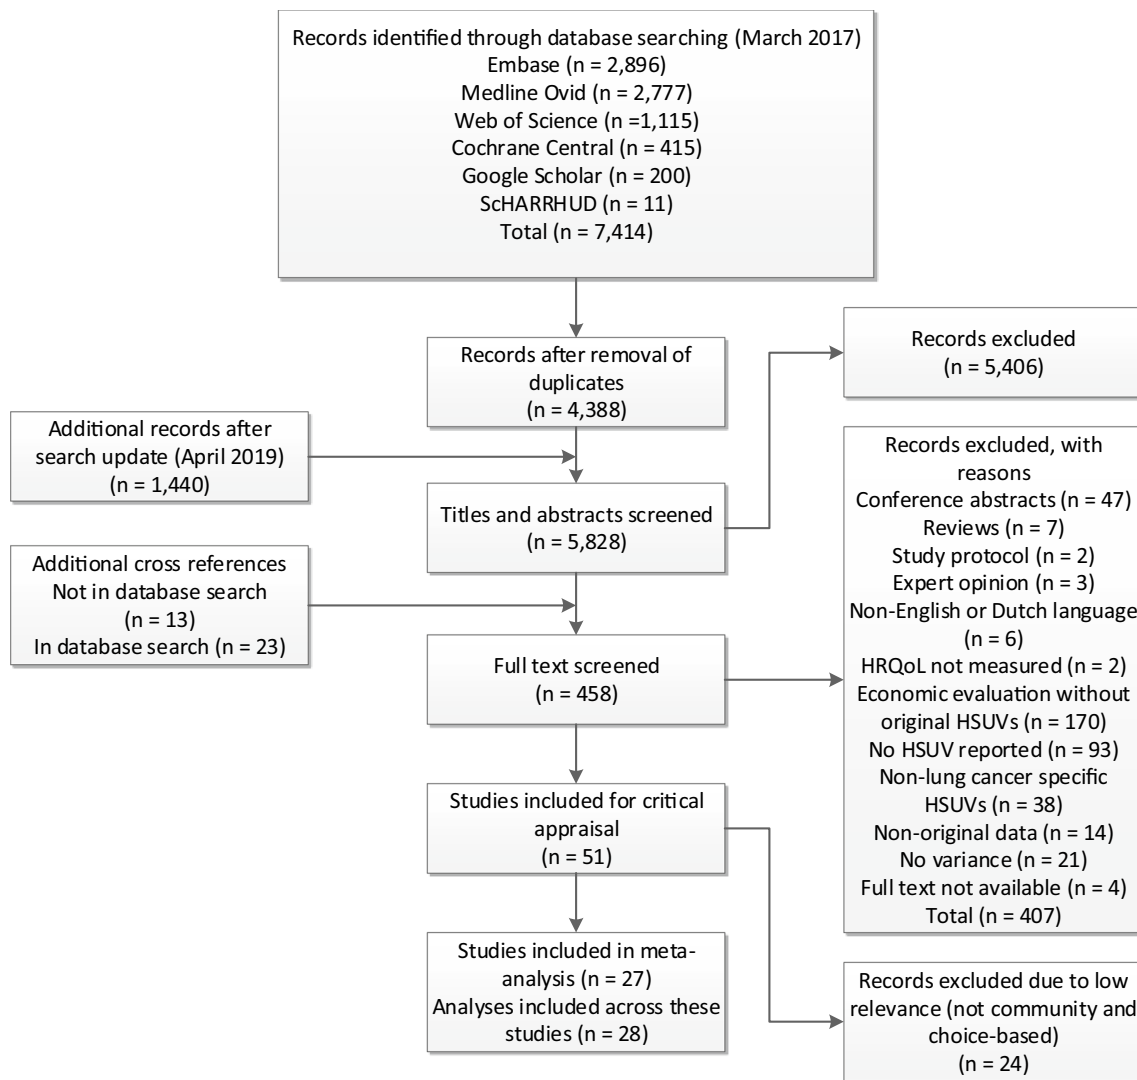 Records identified through database searching (March 2017)
Embase (n = 2,896)
Medline Ovid (n = 2,777)
Web of Science (n =1,115)
Cochrane Central (n = 415)
Google Scholar (n = 200)
ScHARRHUD (n = 11)
Total (n = 7,414)
Records after removal of
duplicates
(n = 4,388)
Records excluded
(n = 5,406)
Additional records after
search update (April 2019)
(n = 1,440)
Titles and abstracts screened
(n = 5,828)
Additional cross references
Not in database search
(n = 13)
In database search (n = 23)
Full text screened
(n = 458)
Records excluded, with
reasons
Conference abstracts (n = 47)
Reviews (n = 7)
Study protocol (n = 2)
Expert opinion (n = 3)
Non-English or Dutch language
(n = 6)
HRQoL not measured (n = 2)
Economic evaluation without
original HSUVs (n = 170)
No HSUV reported (n = 93)
Non-lung cancer specific
HSUVs (n = 38)
Non-original data (n = 14)
No variance (n = 21)
Full text not available (n = 4)
Total (n = 407)
Studies included for critical
appraisal
(n = 51)
Studies included in meta-
analysis (n = 27)
Analyses included across these
studies (n = 28)
Records excluded due to low
relevance (not community and
choice-based)
(n = 24)